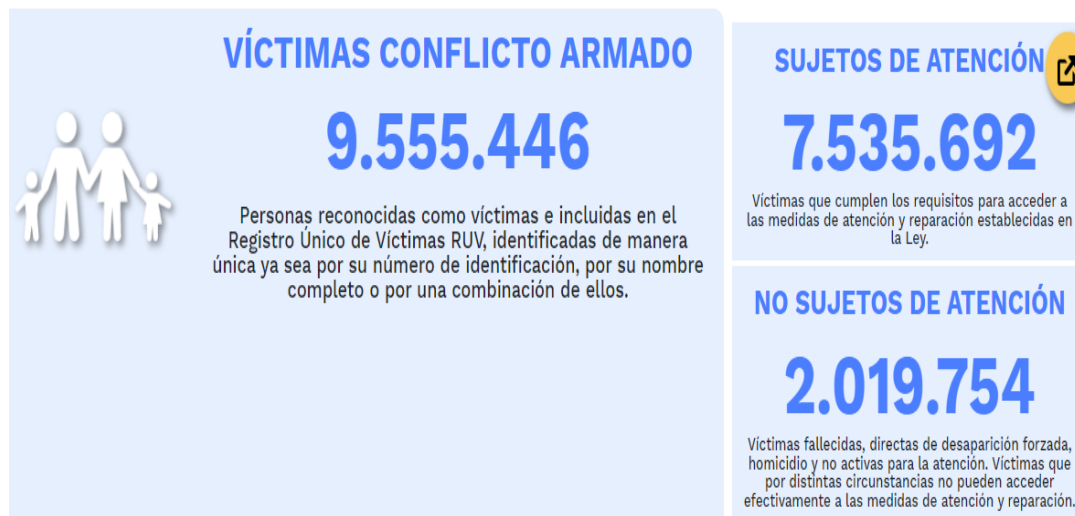 VÍCTIMAS CONFLICTO ARMADO
9.555.446
Personas reconocidas como víctimas e incluidas en el
Registro Único de Víctimas RUV, identificadas de manera
única ya sea por su número de identificación, por su nombre
completo o por una combinación de ellos.
SUJETOS DE ATENCIÓN
7.535.692
Víctimas que cumplen los requisitos para acceder a
las medidas de atención y reparación establecidas en
la Ley.
NO SUJETOS DE ATENCIÓN
2.019.754
Víctimas fallecidas, directas de desaparición forzada,
homicidio y no activas para la atención. Víctimas que
por distintas circunstancias no pueden acceder
efectivamente a las medidas de atención y reparación.